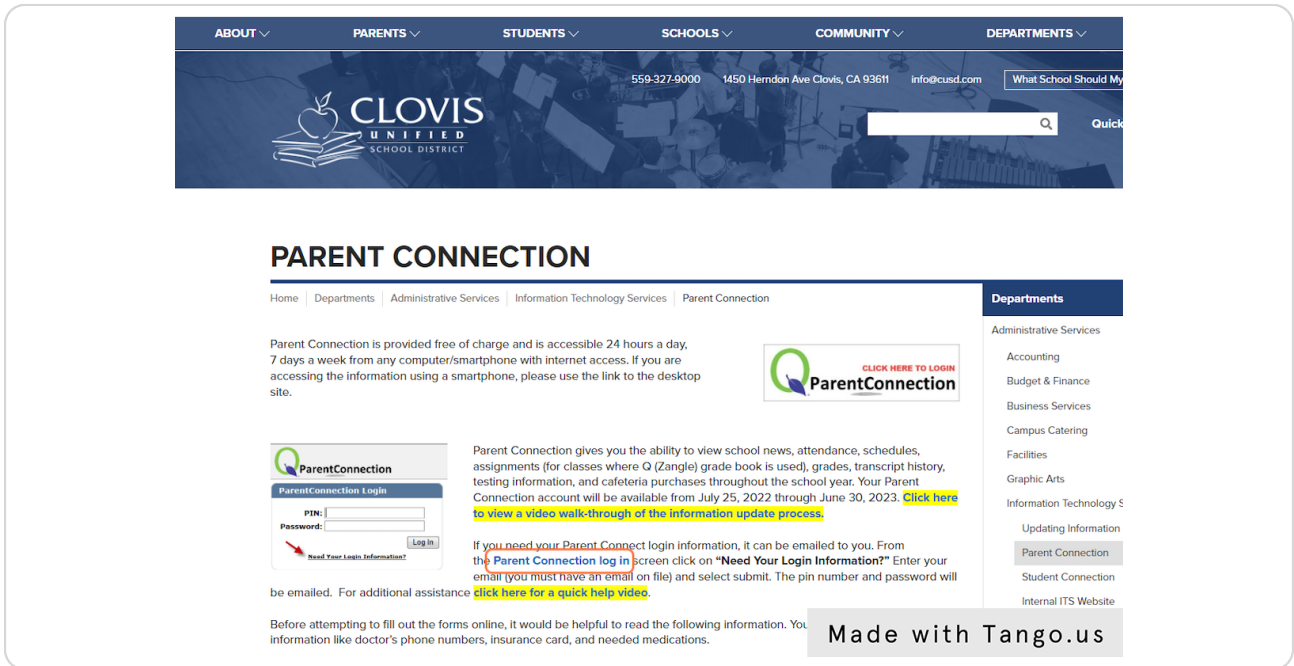 ABOUT PARENTS STUDENTS SCHOOLS COMMUNITY DEPARTMENTS
559-327-9000 1450 Herndon Ave Clovis, CA 93611 info@cusd.com What School Should My
CLOVIS
UNIFIED
SCHOOL DISTRICT
Quick
PARENT CONNECTION
Home Departments Administrative Services Information Technology Services Parent Connection
Parent Connection is provided free of charge and is accessible 24 hours a day,
7 days a week from any computer/smartphone with internet access. If you are
accessing the information using a smartphone, please use the link to the desktop
site.
CLICK HERE TO LOGIN
Q ParentConnection
Q ParentConnection
ParentConnection Login
PIN:
Password:
Log in
Need Your Login Information?
Parent Connection gives you the ability to view school news, attendance, schedules,
assignments (for classes where Q (Zangle) grade book is used), grades, transcript history,
testing information, and cafeteria purchases throughout the school year. Your Parent
Connection account will be available from July 25, 2022 through June 30, 2023. Click here
to view a video walk-through of the information update process.
If you need your Parent Connect login information, it can be emailed to you. From
the Parent Connection log in screen click on “Need Your Login Information?” Enter your
email (you must have an email on file) and select submit. The pin number and password will
be emailed. For additional assistance click here for a quick help video.
Before attempting to fill out the forms online, it would be helpful to read the following information. You
information like doctor’s phone numbers, insurance card, and needed medications.
Departments
Administrative Services
Accounting
Budget & Finance
Business Services
Campus Catering
Facilities
Graphic Arts
Information Technology S
Updating Information
Parent Connection
Student Connection
Internal ITS Website
Made with Tango.us